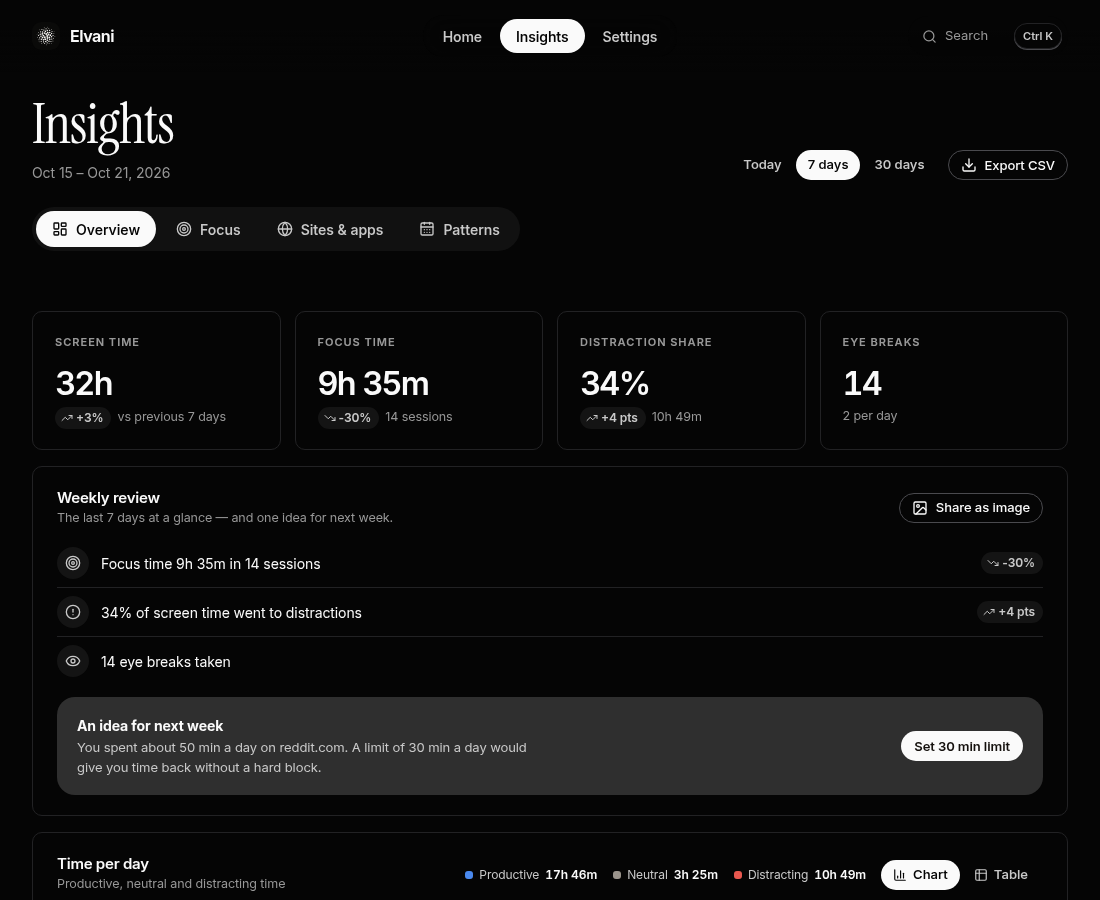 Elvani
Home Insights Settings
Search Ctrl K
Insights
Oct 15 – Oct 21, 2026
Today 7 days 30 days Export CSV
Overview Focus Sites & apps Patterns
SCREEN TIME
32h
+3% vs previous 7 days
FOCUS TIME
9h 35m
-30% 14 sessions
DISTRACTION SHARE
34%
+4 pts 10h 49m
EYE BREAKS
14
2 per day
Weekly review
The last 7 days at a glance — and one idea for next week.
Share as image
Focus time 9h 35m in 14 sessions -30%
34% of screen time went to distractions +4 pts
14 eye breaks taken
An idea for next week
You spent about 50 min a day on reddit.com. A limit of 30 min a day would
give you time back without a hard block.
Set 30 min limit
Time per day
Productive, neutral and distracting time
Productive 17h 46m Neutral 3h 25m Distracting 10h 49m Chart Table